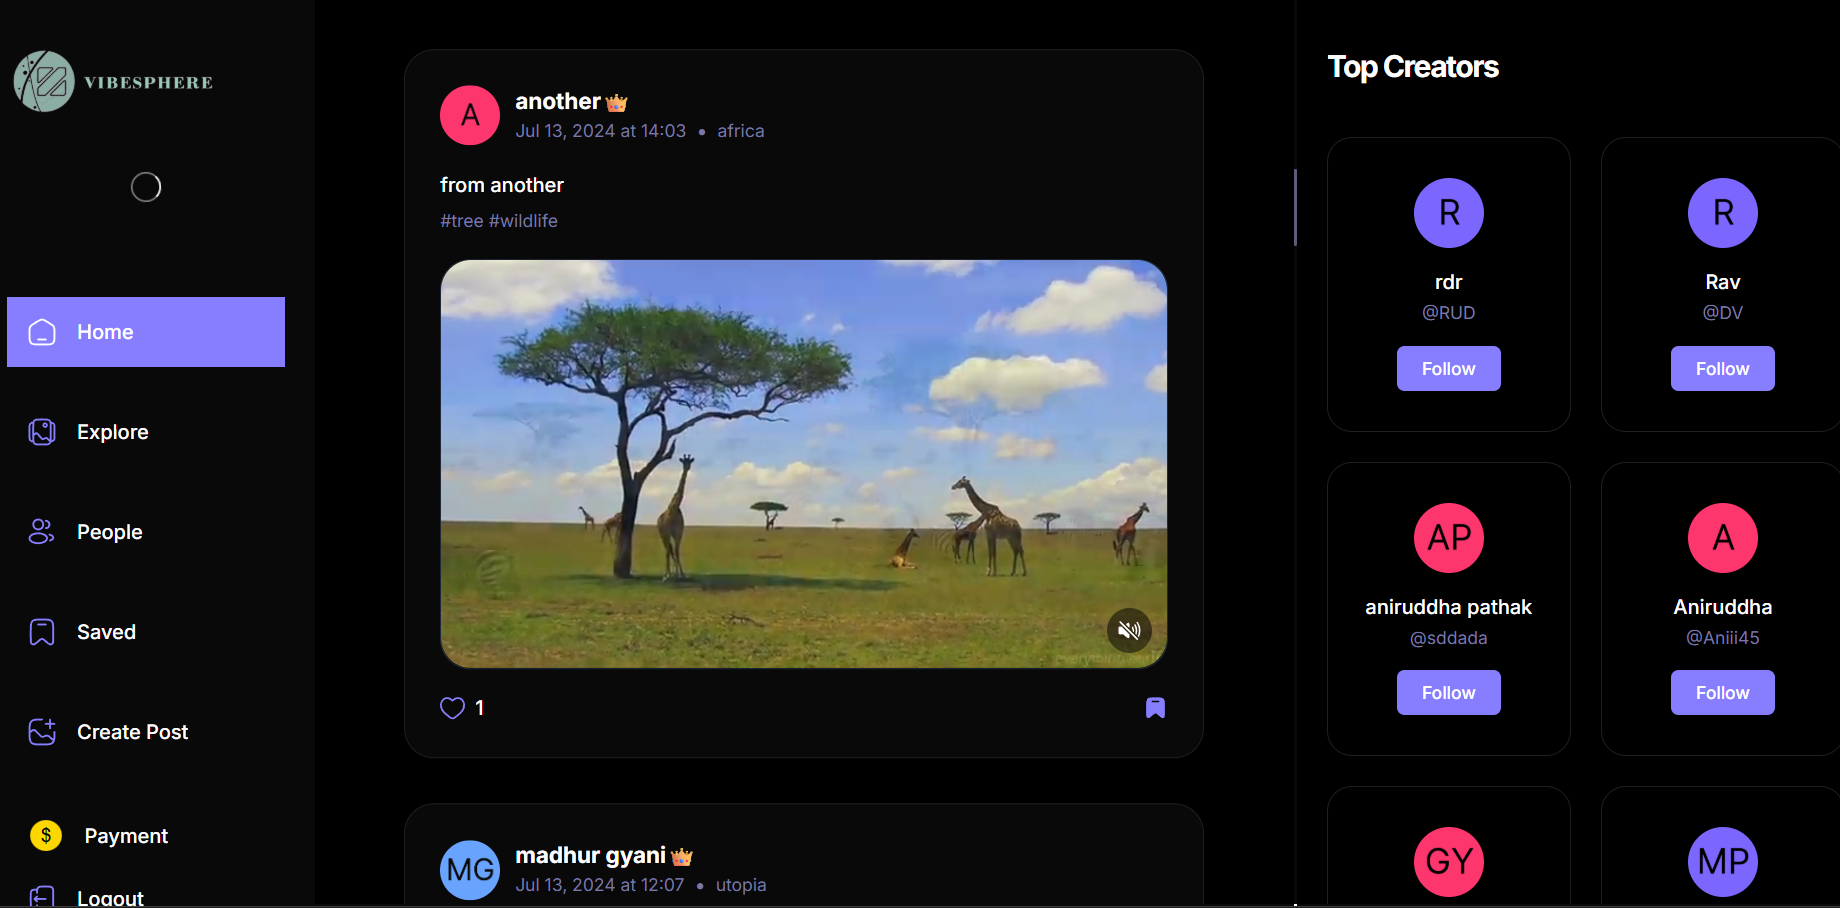 VIBESPHERE
Home
Explore
People
Saved
Create Post
$ Payment
Logout
A
another
Jul 13, 2024 at 14:03 • africa
from another
#tree #wildlife
1
MG
madhur gyani
Jul 13, 2024 at 12:07 • utopia
Top Creators
R
rdr
@RUD
Follow
R
Rav
@DV
Follow
AP
aniruddha pathak
@sddada
Follow
A
Aniruddha
@Aniii45
Follow
GY
MP